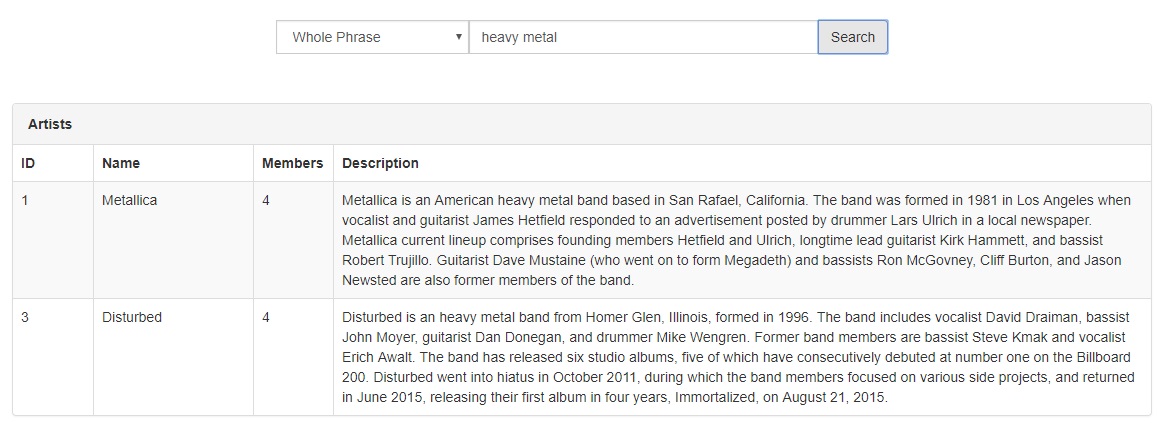 Whole Phrase heavy metal Search
Artists
ID Name Members Description
1 Metallica 4 Metallica is an American heavy metal band based in San Rafael, California. The band was formed in 1981 in Los Angeles when
vocalist and guitarist James Hetfield responded to an advertisement posted by drummer Lars Ulrich in a local newspaper.
Metallica current lineup comprises founding members Hetfield and Ulrich, longtime lead guitarist Kirk Hammett, and bassist
Robert Trujillo. Guitarist Dave Mustaine (who went on to form Megadeth) and bassists Ron McGovney, Cliff Burton, and Jason
Newsted are also former members of the band.
3 Disturbed 4 Disturbed is an heavy metal band from Homer Glen, Illinois, formed in 1996. The band includes vocalist David Draiman, bassist
John Moyer, guitarist Dan Donegan, and drummer Mike Wengren. Former band members are bassist Steve Kmak and vocalist
Erich Awalt. The band has released six studio albums, five of which have consecutively debuted at number one on the Billboard
200. Disturbed went into hiatus in October 2011, during which the band members focused on various side projects, and returned
in June 2015, releasing their first album in four years, Immortalized, on August 21, 2015.